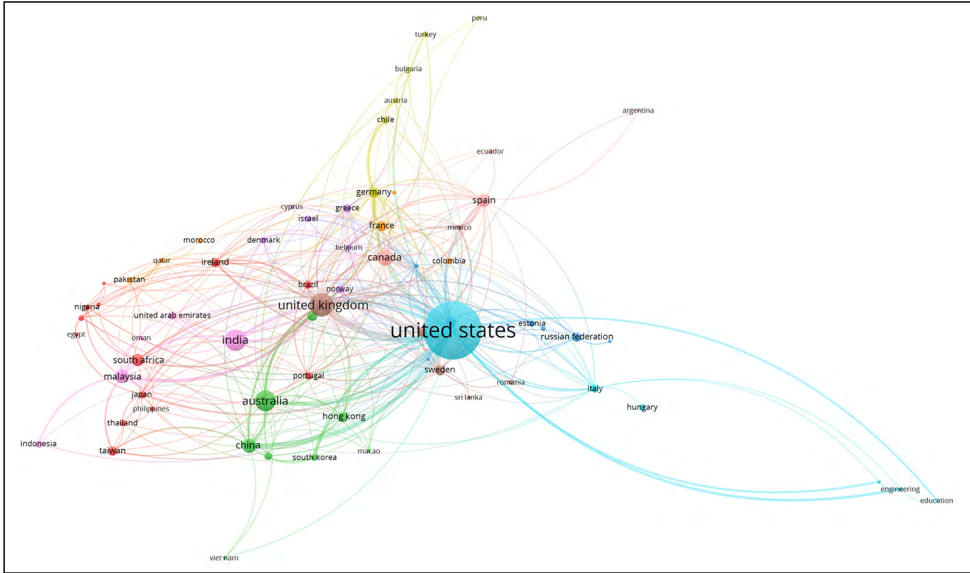 peru
turkey
bulgaria
austria
argentina
chile
ecuador
germany
spain
cyprus
greece
israel
france
mexico
morocco
denmark
belgium
canada
qatar
ireland
colombia
pakistan
brazil
norway
nigeria
united kingdom
united arab emirates
estonia
egypt
oman
india
united states
russian federation
south africa
sweden
malaysia
portugal
romania
italy
japan
sri lanka
philippines
australia
hungary
hong kong
thailand
indonesia
china
taiwan
south korea
macao
engineering
education
viet nam